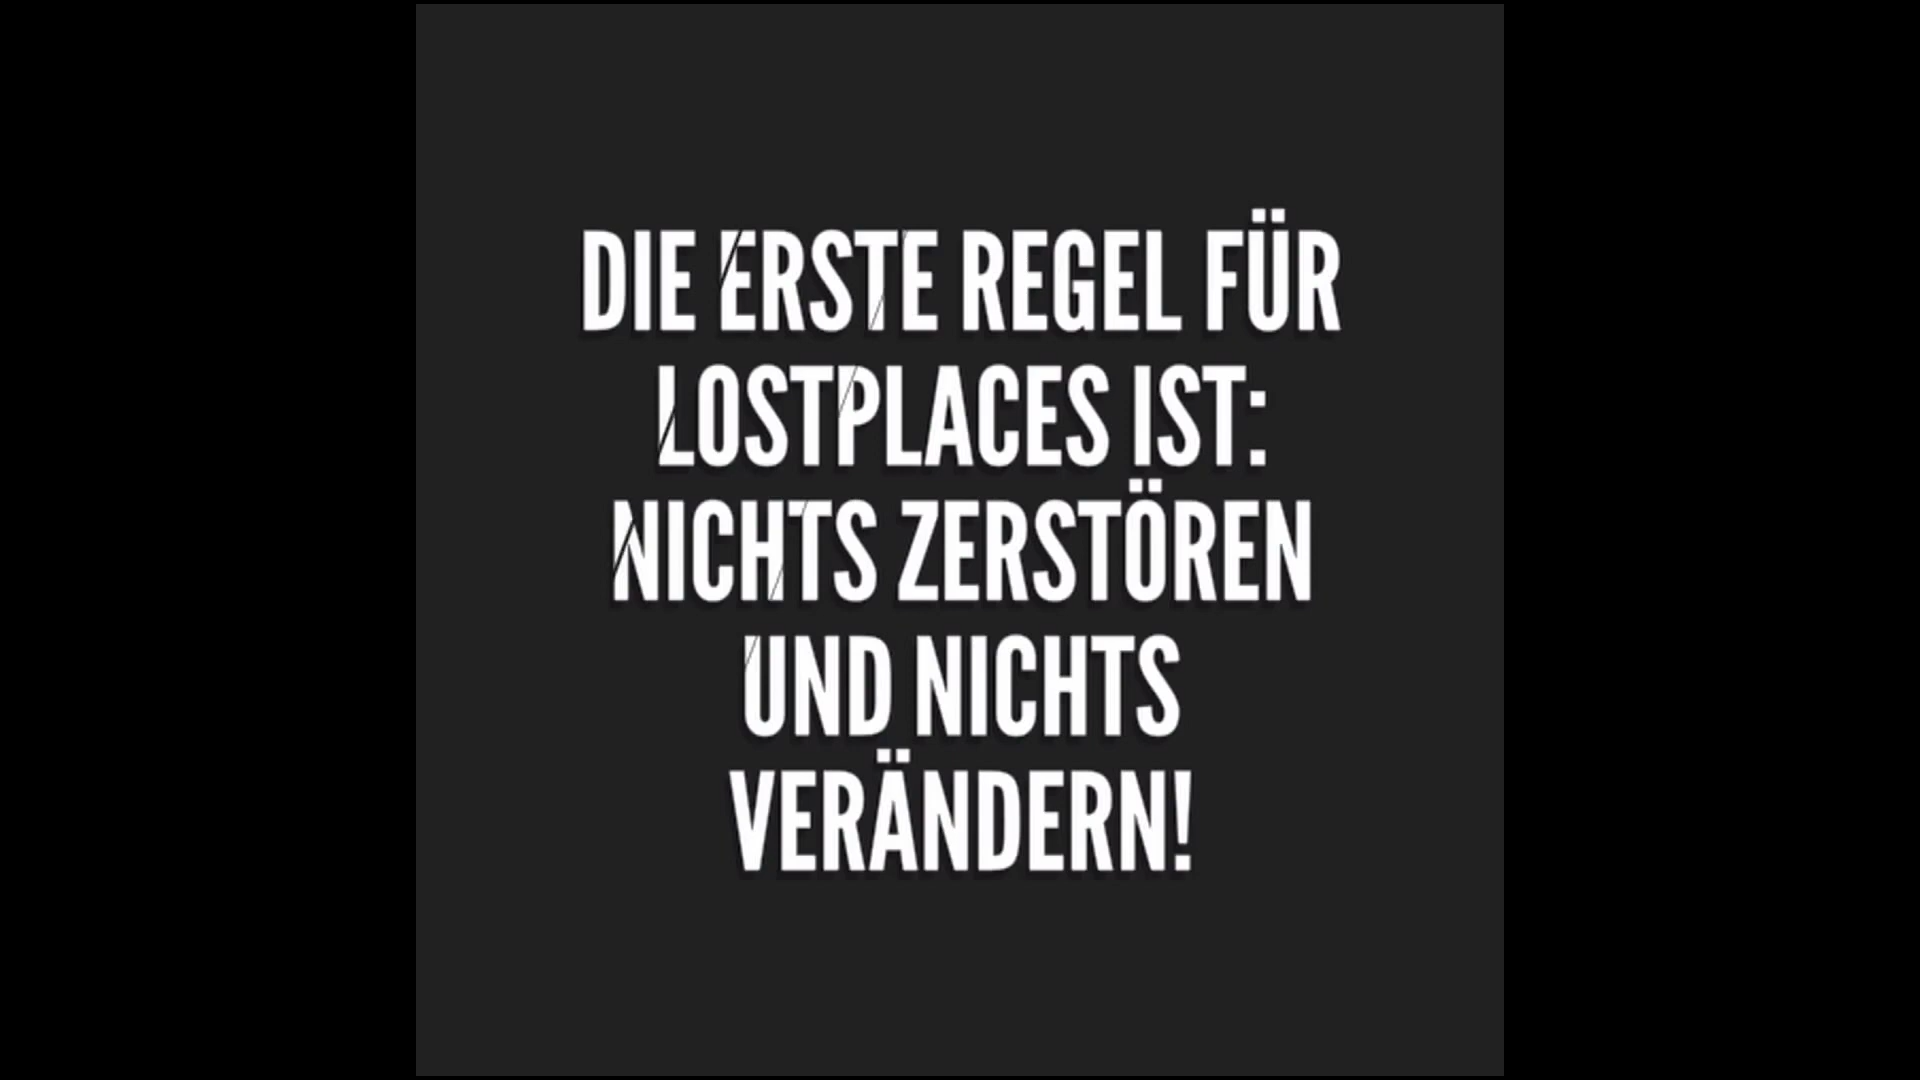 DIE ERSTE REGEL FÜR
LOSTPLACES IST:
NICHTS ZERSTÖREN
UND NICHTS
VERÄNDERN!